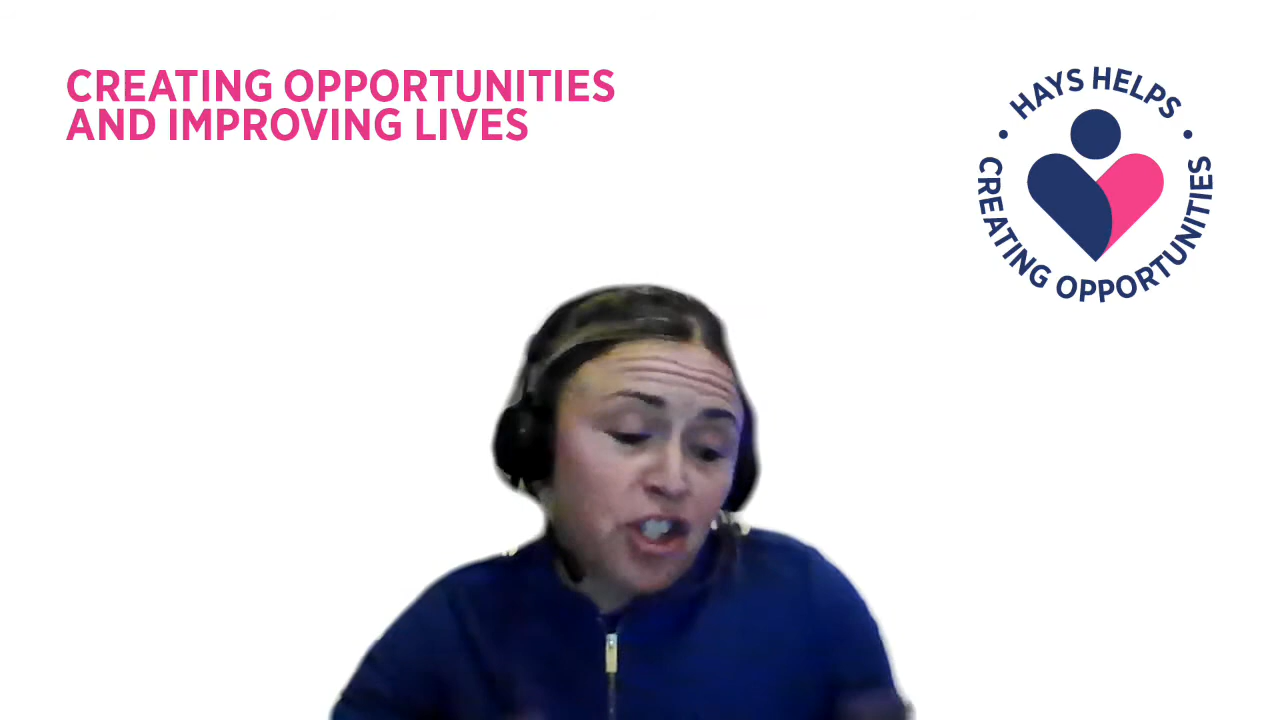 CREATING OPPORTUNITIES
AND IMPROVING LIVES
HAYS HELPS
CREATING OPPORTUNITIES